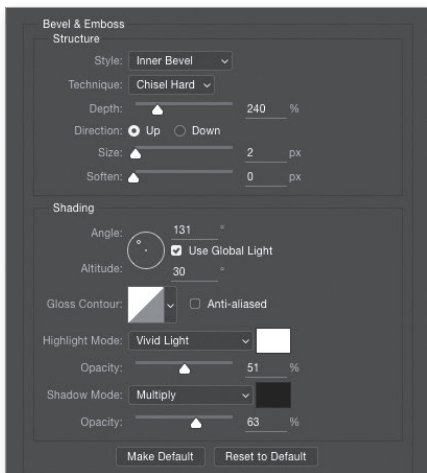 Bevel & Emboss
Structure
Style: Inner Bevel
Technique: Chisel Hard
Depth: 240 %
Direction: Up Down
Size: 2 px
Soften: 0 px
Shading
Angle: 131 °
Use Global Light
Altitude: 30 °
Gloss Contour: Anti-aliased
Highlight Mode: Vivid Light
Opacity: 51 %
Shadow Mode: Multiply
Opacity: 63 %
Make Default Reset to Default